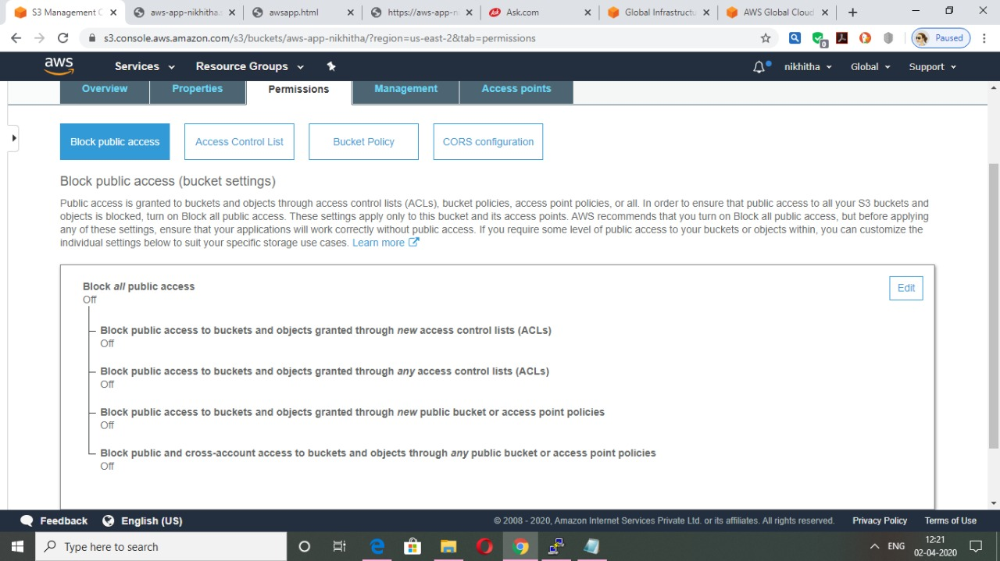 S3 Management C
aws-app-nikhitha.s
awsapp.html
https://aws-app-n
Ask.com
Global Infrastructu
AWS Global Cloud
s3.console.aws.amazon.com/s3/buckets/aws-app-nikhitha/?region=us-east-2&tab=permissions
0
Paused
aws
Services
Resource Groups
nikhitha
Global
Support
Overview
Properties
Permissions
Management
Access points
Block public access
Access Control List
Bucket Policy
CORS configuration
Block public access (bucket settings)
Public access is granted to buckets and objects through access control lists (ACLs), bucket policies, access point policies, or all. In order to ensure that public access to all your S3 buckets and
objects is blocked, turn on Block all public access. These settings apply only to this bucket and its access points. AWS recommends that you turn on Block all public access, but before applying
any of these settings, ensure that your applications will work correctly without public access. If you require some level of public access to your buckets or objects within, you can customize the
individual settings below to suit your specific storage use cases. Learn more
Block all public access
Edit
Off
Block public access to buckets and objects granted through new access control lists (ACLs)
Off
Block public access to buckets and objects granted through any access control lists (ACLs)
Off
Block public access to buckets and objects granted through new public bucket or access point policies
Off
Block public and cross-account access to buckets and objects through any public bucket or access point policies
Off
Feedback
English (US)
© 2008 - 2020, Amazon Internet Services Private Ltd. or its affiliates. All rights reserved.
Privacy Policy
Terms of Use
Type here to search
ENG
12:21
02-04-2020